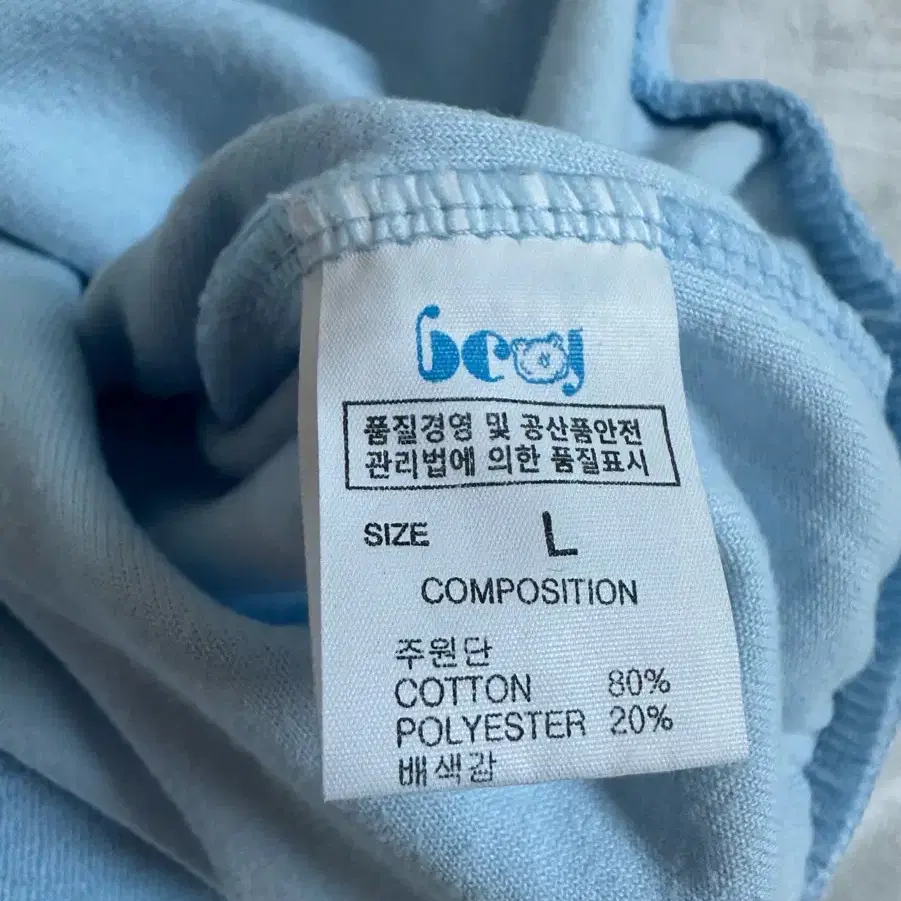 beoj
품질경영 및 공산품안전
관리법에 의한 품질표시
SIZE L
COMPOSITION
주원단
COTTON 80%
POLYESTER 20%
배색감